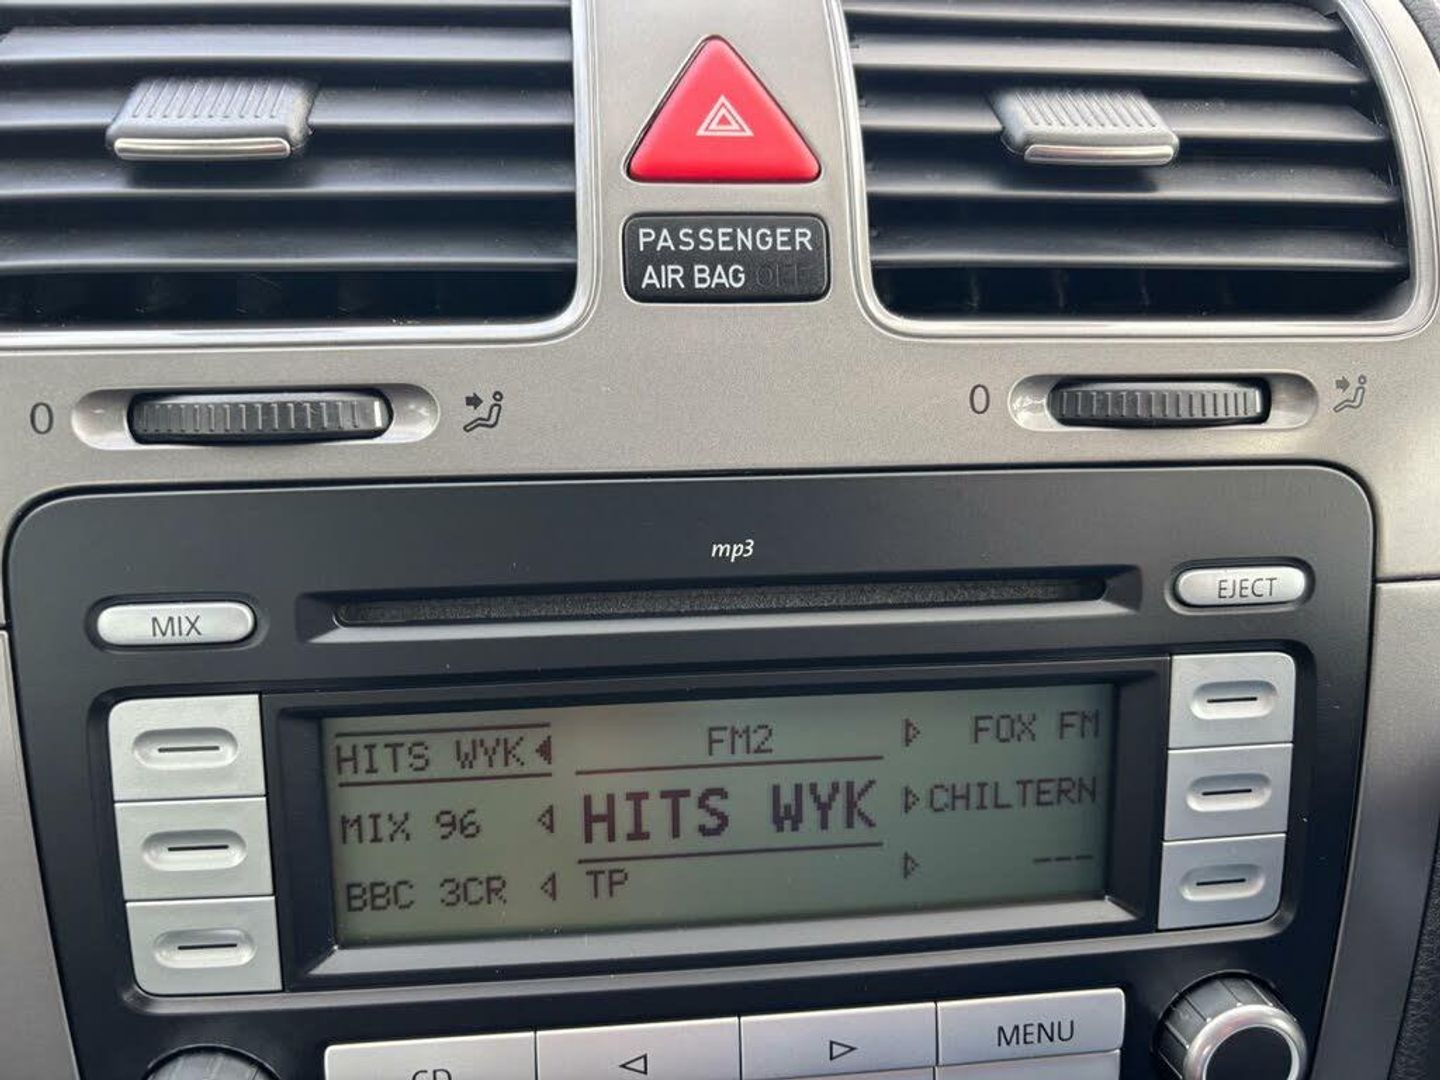 PASSENGER
AIR BAG OFF
0
0
mp3
MIX
EJECT
HITS WYK
FM2
FOX FM
MIX 96
HITS WYK
CHILTERN
BBC 3CR
TP
---
CD
MENU